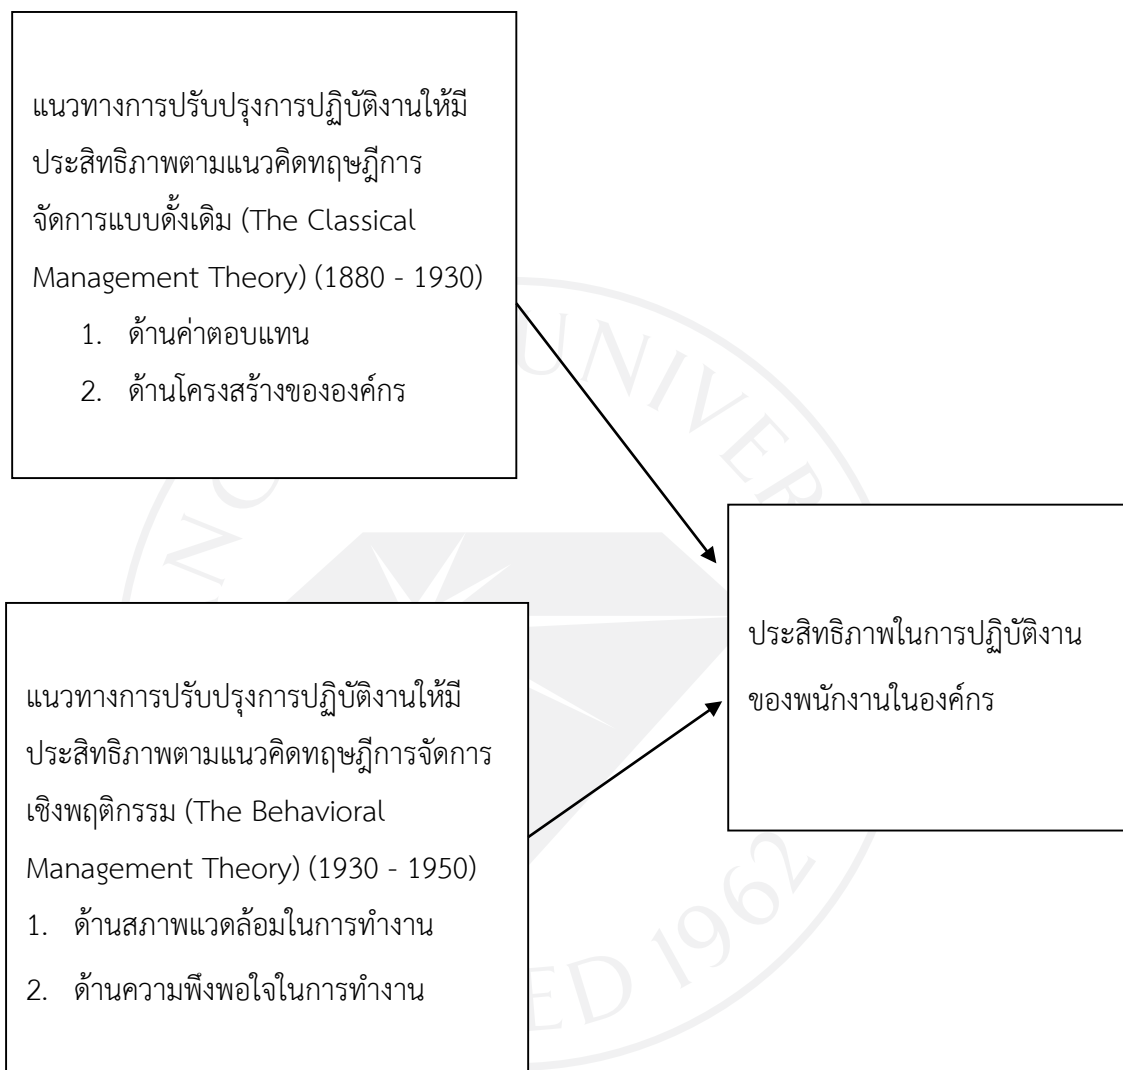 แนวทางการปรับปรุงการปฏิบัติงานให้มี
ประสิทธิภาพตามแนวคิดทฤษฎีการ
จัดการแบบดั้งเดิม (The Classical
Management Theory) (1880 - 1930)
1. ด้านค่าตอบแทน
2. ด้านโครงสร้างขององค์กร
ประสิทธิภาพในการปฏิบัติงาน
ของพนักงานในองค์กร
แนวทางการปรับปรุงการปฏิบัติงานให้มี
ประสิทธิภาพตามแนวคิดทฤษฎีการจัดการ
เชิงพฤติกรรม (The Behavioral
Management Theory) (1930 - 1950)
1. ด้านสภาพแวดล้อมในการทำงาน
2. ด้านความพึงพอใจในการทำงาน
1962